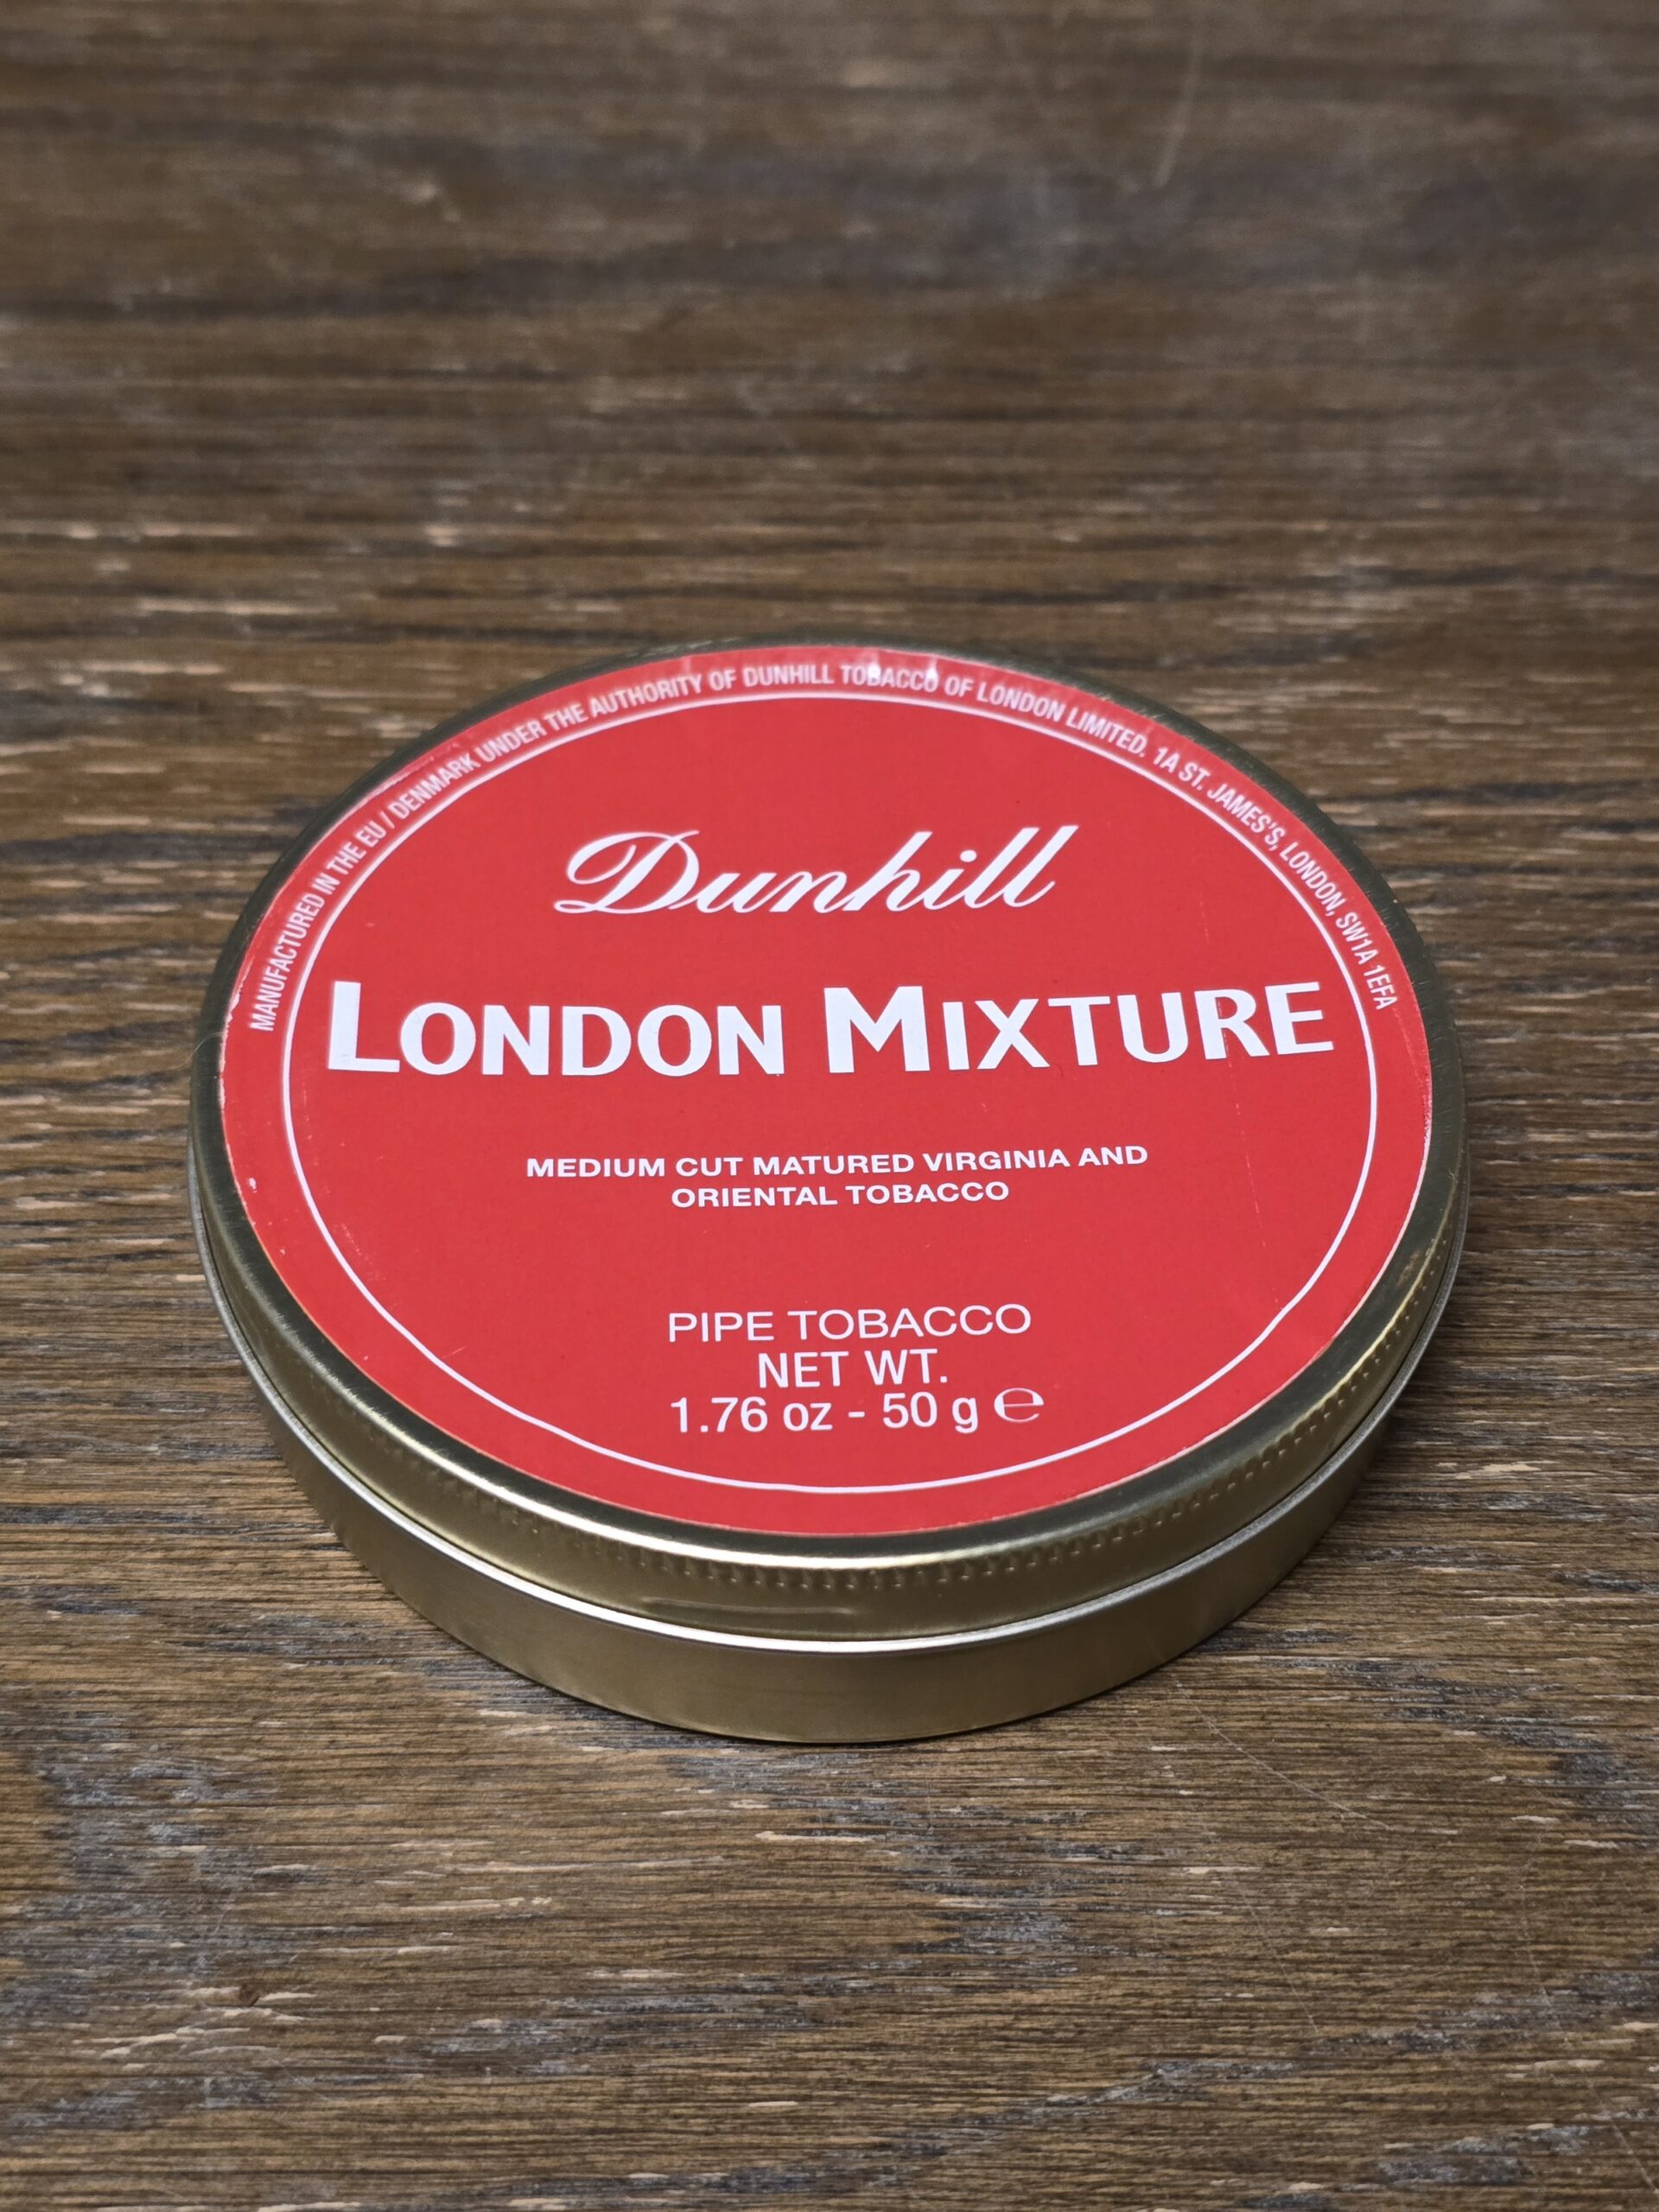 MANUFACTURED IN THE EU / DENMARK UNDER THE AUTHORITY OF DUNHILL TOBACCO OF LONDON LIMITED. 1A ST. JAMES'S, LONDON, SW1A 1EFA
Dunhill
LONDON MIXTURE
MEDIUM CUT MATURED VIRGINIA AND
ORIENTAL TOBACCO
PIPE TOBACCO
NET WT.
1.76 oz - 50 g ℮